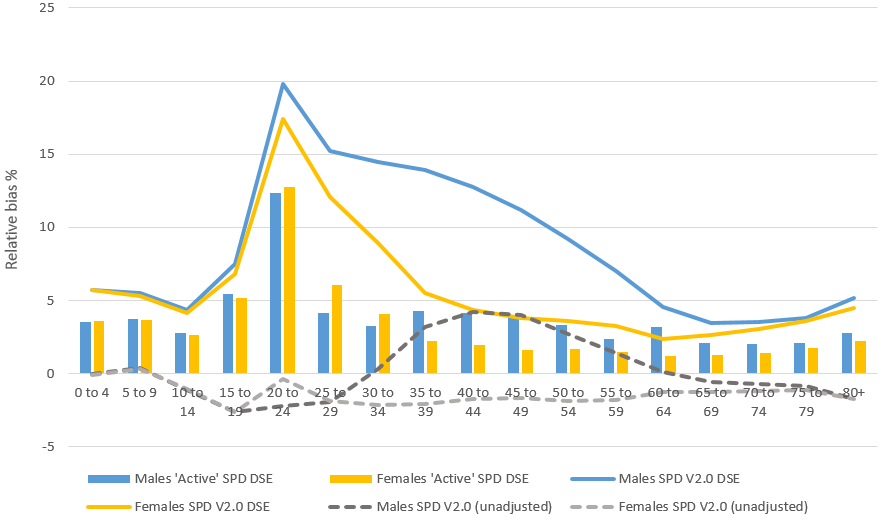 25
20
15
10
5
0
-5
Relative bias %
0 to 4 5 to 9 10 to 15 to 20 to 25 to 30 to 35 to 40 to 45 to 50 to 55 to 60 to 65 to 70 to 75 to 80+
14 19 24 29 34 39 44 49 54 59 64 69 74 79
Males 'Active' SPD DSE Females 'Active' SPD DSE Males SPD V2.0 DSE
Females SPD V2.0 DSE Males SPD V2.0 (unadjusted) Females SPD V2.0 (unadjusted)